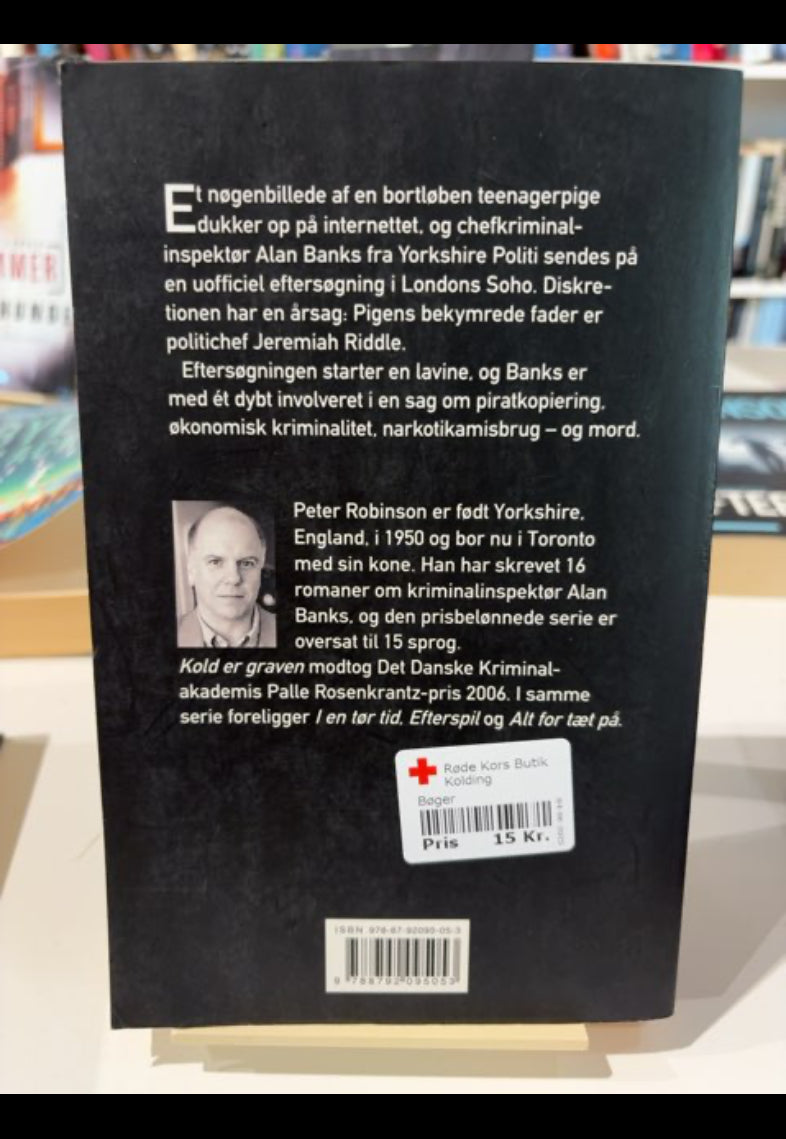 Et nøgenbillede af en bortløben teenagerpige
dukker op på internettet, og chefkriminal-
inspektør Alan Banks fra Yorkshire Politi sendes på
en uofficiel eftersøgning i Londons Soho. Diskre-
tionen har en årsag: Pigens bekymrede fader er
politichef Jeremiah Riddle.
Eftersøgningen starter en lavine, og Banks er
med ét dybt involveret i en sag om piratkopiering,
økonomisk kriminalitet, narkotikamisbrug – og mord.
Peter Robinson er født Yorkshire,
England, i 1950 og bor nu i Toronto
med sin kone. Han har skrevet 16
romaner om kriminalinspektør Alan
Banks, og den prisbelønnede serie er
oversat til 15 sprog.
Kold er graven modtog Det Danske Kriminal-
akademis Palle Rosenkrantz-pris 2006. I samme
serie foreligger I en tør tid, Efterspil og Alt for tæt på.
Røde Kors Butik
Kolding
Bøger
Pris 15 Kr.
ISBN 978-87-92095-05-3
9 788792 095053